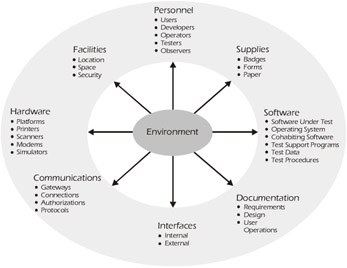 Personnel
• Users
• Developers
• Operators
• Testers
• Observers
Facilities
• Location
• Space
• Security
Supplies
• Badges
• Forms
• Paper
Hardware
• Platforms
• Printers
• Scanners
• Modems
• Simulators
Environment
Software
• Software Under Test
• Operating System
• Cohabiting Software
• Test Support Programs
• Test Data
• Test Procedures
Communications
• Gateways
• Connections
• Authorizations
• Protocols
Interfaces
• Internal
• External
Documentation
• Requirements
• Design
• User
Operations